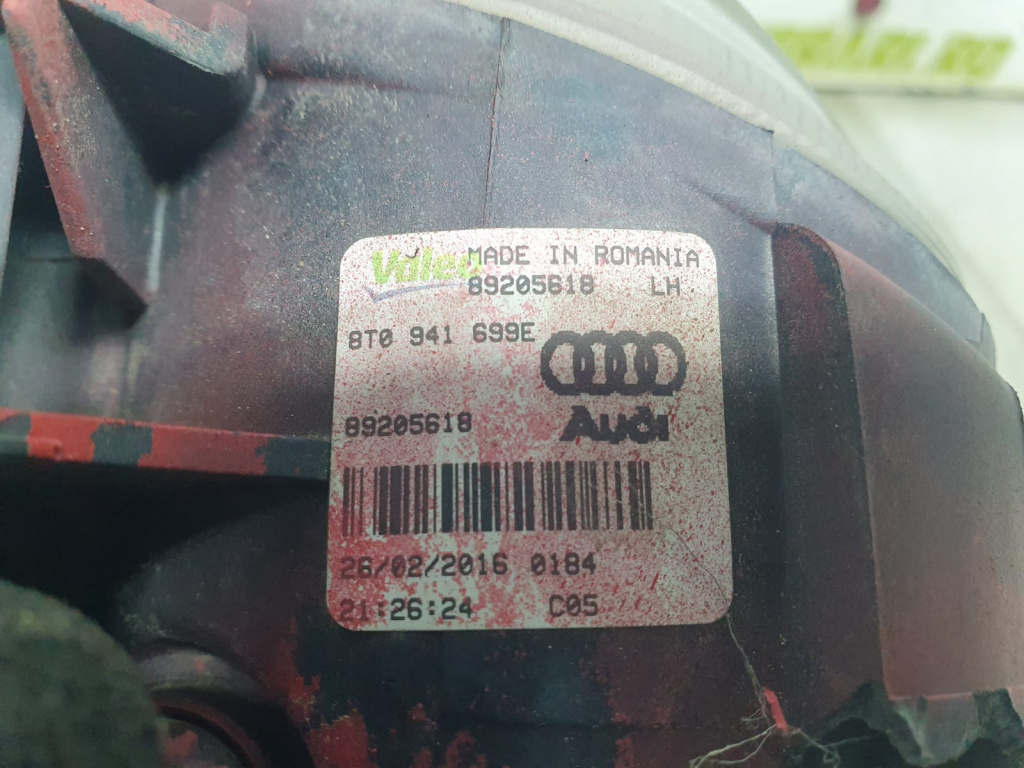 Valeo MADE IN ROMANIA
89205618 LH
8T0 941 699E
Audi
89205618
26/02/2016 0184
21:26:24 C05